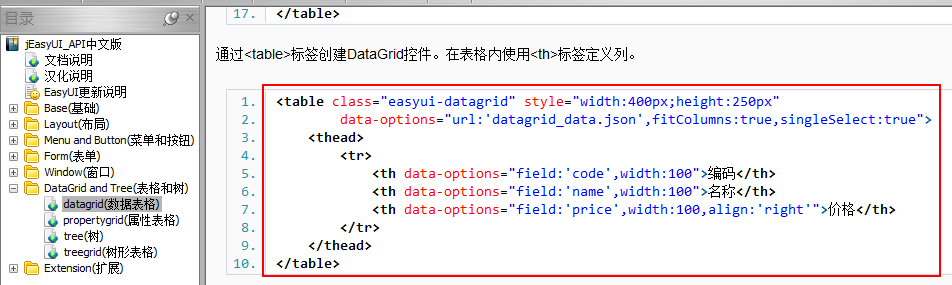 目录
jEasyUI_API中文版
文档说明
汉化说明
EasyUI更新说明
Base(基础)
Layout(布局)
Menu and Button(菜单和按钮)
Form(表单)
Window(窗口)
DataGrid and Tree(表格和树)
datagrid(数据表格)
propertygrid(属性表格)
tree(树)
treegrid(树形表格)
Extension(扩展)
17. </table>
通过<table>标签创建DataGrid控件。在表格内使用<th>标签定义列。
1. <table class="easyui-datagrid" style="width:400px;height:250px"
2. data-options="url:'datagrid_data.json',fitColumns:true,singleSelect:true">
3. <thead>
4. <tr>
5. <th data-options="field:'code',width:100">编码</th>
6. <th data-options="field:'name',width:100">名称</th>
7. <th data-options="field:'price',width:100,align:'right'">价格</th>
8. </tr>
9. </thead>
10. </table>